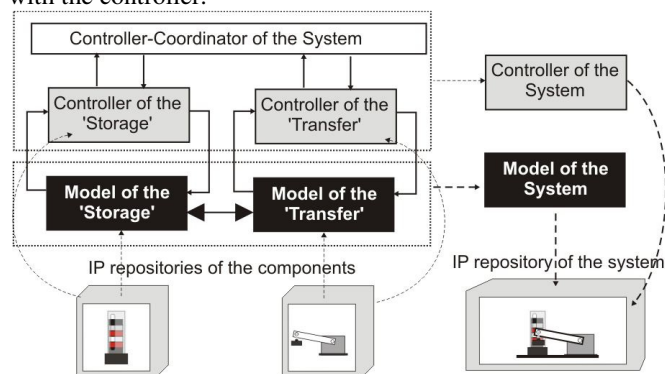 with the controller.
Controller-Coordinator of the System
Controller of the
'Storage'
Controller of the
'Transfer'
Controller of the
System
Model of the
'Storage'
Model of the
'Transfer'
Model of the
System
IP repositories of the components
IP repository of the system